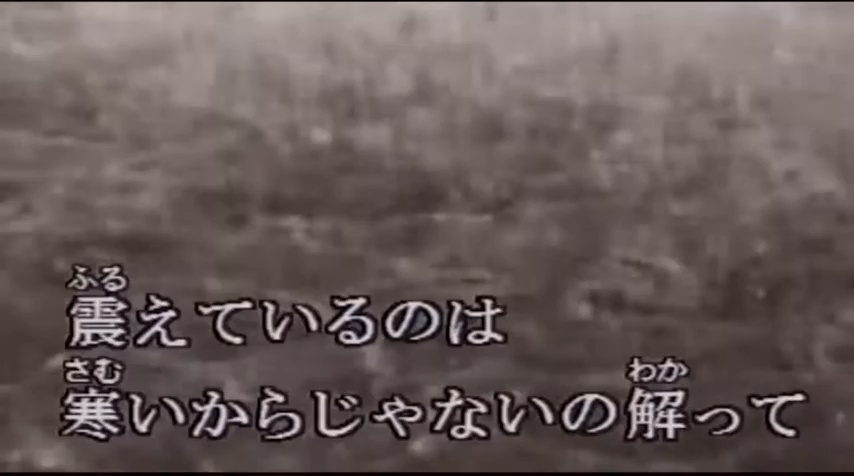 ふる
震えているのは
さむ わか
寒いからじゃないの解って